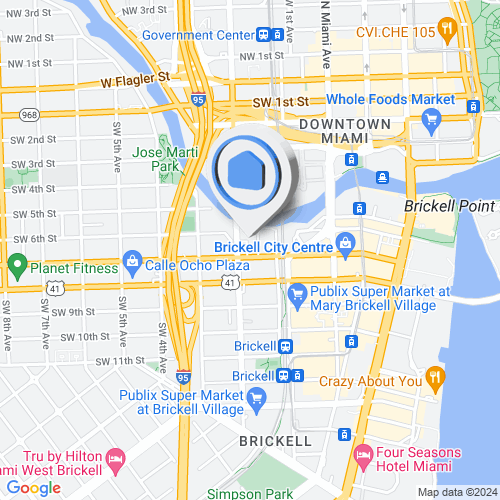 NW 3rd St
NW 3rd St
NW 2nd St
Government Center
SW 1st Ave
N Miami Ave
CVI.CHE 105
NW 1st St
NW 1st St
W Flagler St
95
SW 1st St
Whole Foods Market
968
DOWNTOWN
MIAMI
SW 2nd St
SW 5th Ave
SW 3rd St
Jose Marti
Park
SW 4th St
SW 5th St
Brickell Point
SW 6th St
Brickell City Centre
Planet Fitness
Calle Ocho Plaza
41
41
Publix Super Market at
Mary Brickell Village
SW 8th Ave
SW 7th Ave
SW 5th Ave
SW 4th Ave
SW 9th St
SW 10th St
SW 11th St
Brickell
95
Brickell
Crazy About You
Publix Super Market
at Brickell Village
BRICKELL
Tru by Hilton
ami West Brickell
Four Seasons
Hotel Miami
Google
Simpson Park
Map data ©2024